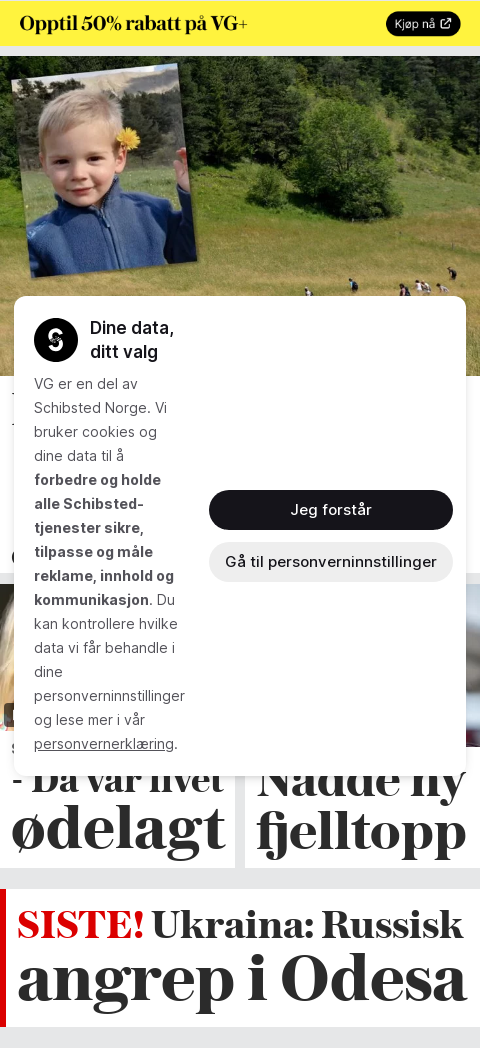 Opptil 50% rabatt på VG+
Kjøp nå
Dine data,
ditt valg
VG er en del av
Schibsted Norge. Vi
bruker cookies og
dine data til å
forbedre og holde
alle Schibsted-
tjenester sikre,
tilpasse og måle
reklame, innhold og
kommunikasjon. Du
kan kontrollere hvilke
data vi får behandle i
dine
personverninnstillinger
og lese mer i vår
personvernerklæring.
Jeg forstår
Gå til personverninnstillinger
- Da var livet
ødelagt
Nådde ny
fjelltopp
SISTE! Ukraina: Russisk
angrep i Odesa